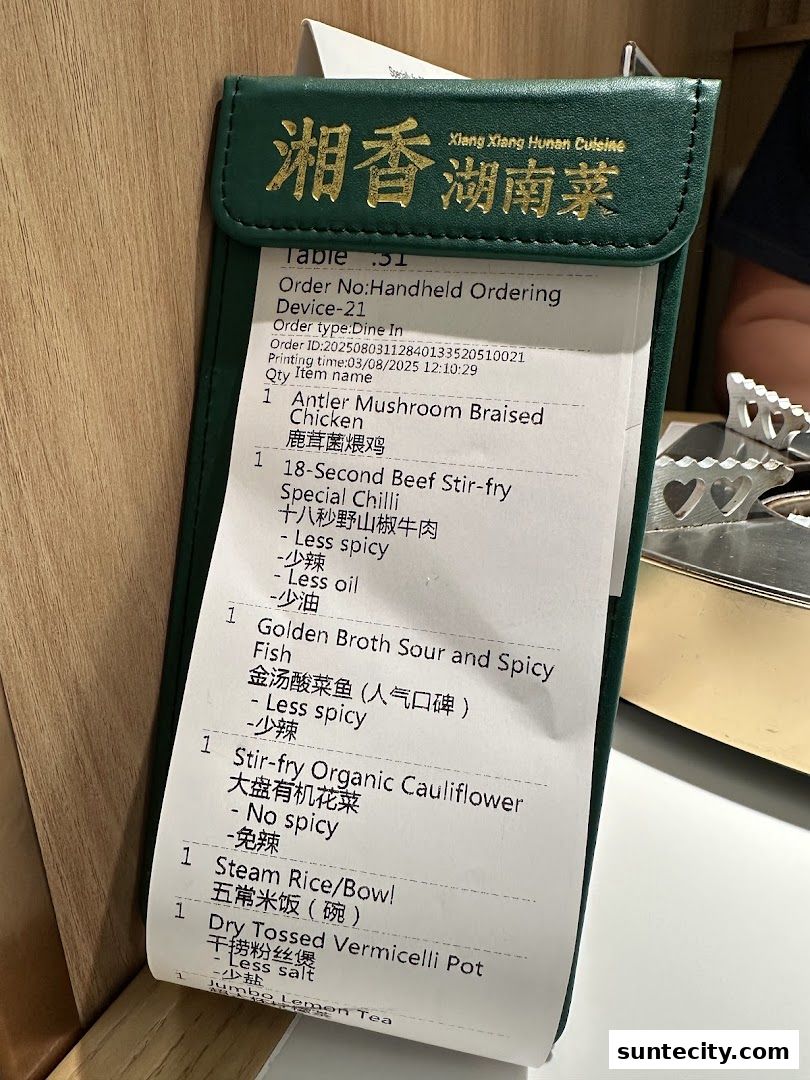 湘香
Xiang Xiang Hunan Cuisine
湖南菜
Table :31
Order No:Handheld Ordering
Device-21
Order type:Dine In
Order ID:20250803112840133520510021
Printing time:03/08/2025 12:10:29
Qty Item name
1 Antler Mushroom Braised
Chicken
鹿茸菌煨鸡
1 18-Second Beef Stir-fry
Special Chilli
十八秒野山椒牛肉
- Less spicy
-少辣
- Less oil
-少油
1 Golden Broth Sour and Spicy
Fish
金汤酸菜鱼 (人气口碑)
- Less spicy
-少辣
1 Stir-fry Organic Cauliflower
大盘有机花菜
- No spicy
-免辣
1 Steam Rice/Bowl
五常米饭 (碗)
1 Dry Tossed Vermicelli Pot
干捞粉丝煲
- Less salt
-少盐
1 Jumbo Lemon Tea
suntecity.com